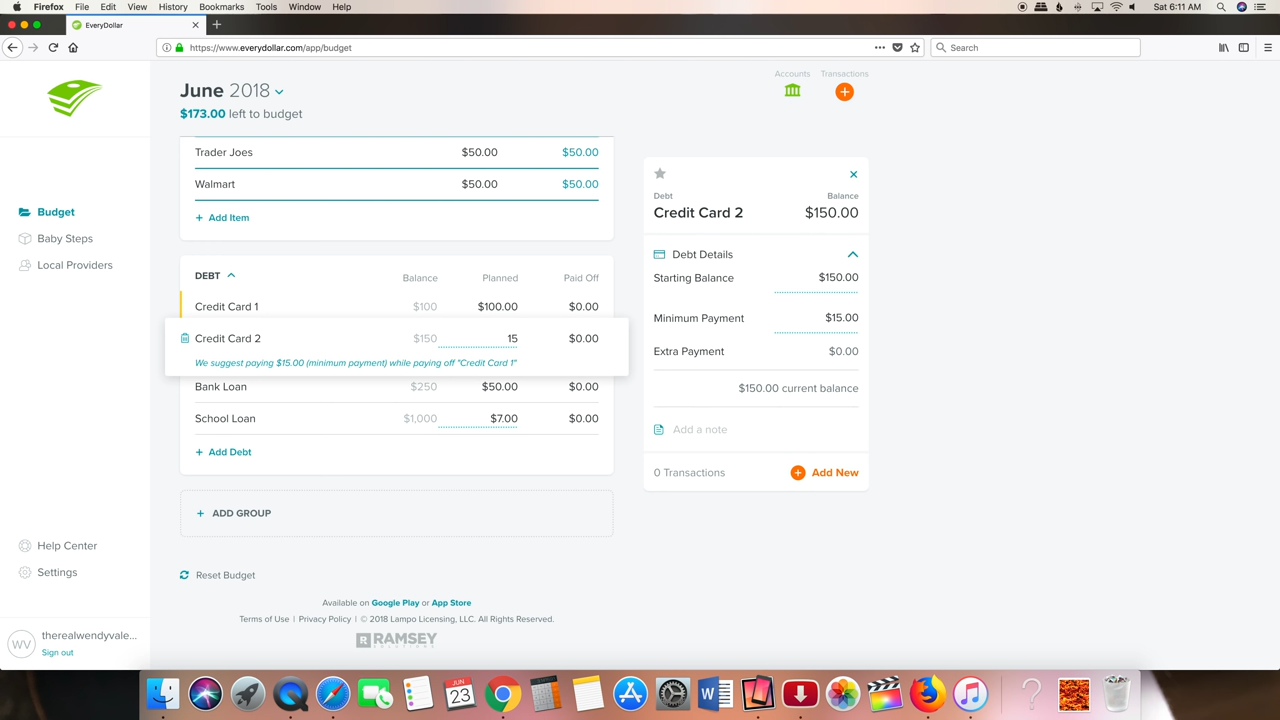 Firefox File Edit View History Bookmarks Tools Window Help Sat 6:11 AM
EveryDollar
https://www.everydollar.com/app/budget Search
June 2018
$173.00 left to budget
Accounts Transactions
Trader Joes $50.00 $50.00
Walmart $50.00 $50.00
+ Add Item
Budget
Baby Steps
Local Providers
DEBT Balance Planned Paid Off
Credit Card 1 $100 $100.00 $0.00
Credit Card 2 $150 15 $0.00
We suggest paying $15.00 (minimum payment) while paying off "Credit Card 1"
Bank Loan $250 $50.00 $0.00
School Loan $1,000 $7.00 $0.00
+ Add Debt
+ ADD GROUP
Reset Budget
Debt Balance
Credit Card 2 $150.00
Debt Details
Starting Balance $150.00
Minimum Payment $15.00
Extra Payment $0.00
$150.00 current balance
Add a note
0 Transactions + Add New
Help Center
Settings
WV therealwendyvale...
Sign out
Available on Google Play or App Store
Terms of Use | Privacy Policy | © 2018 Lampo Licensing, LLC. All Rights Reserved.
R RAMSEY
SOLUTIONS
JUN
23
W